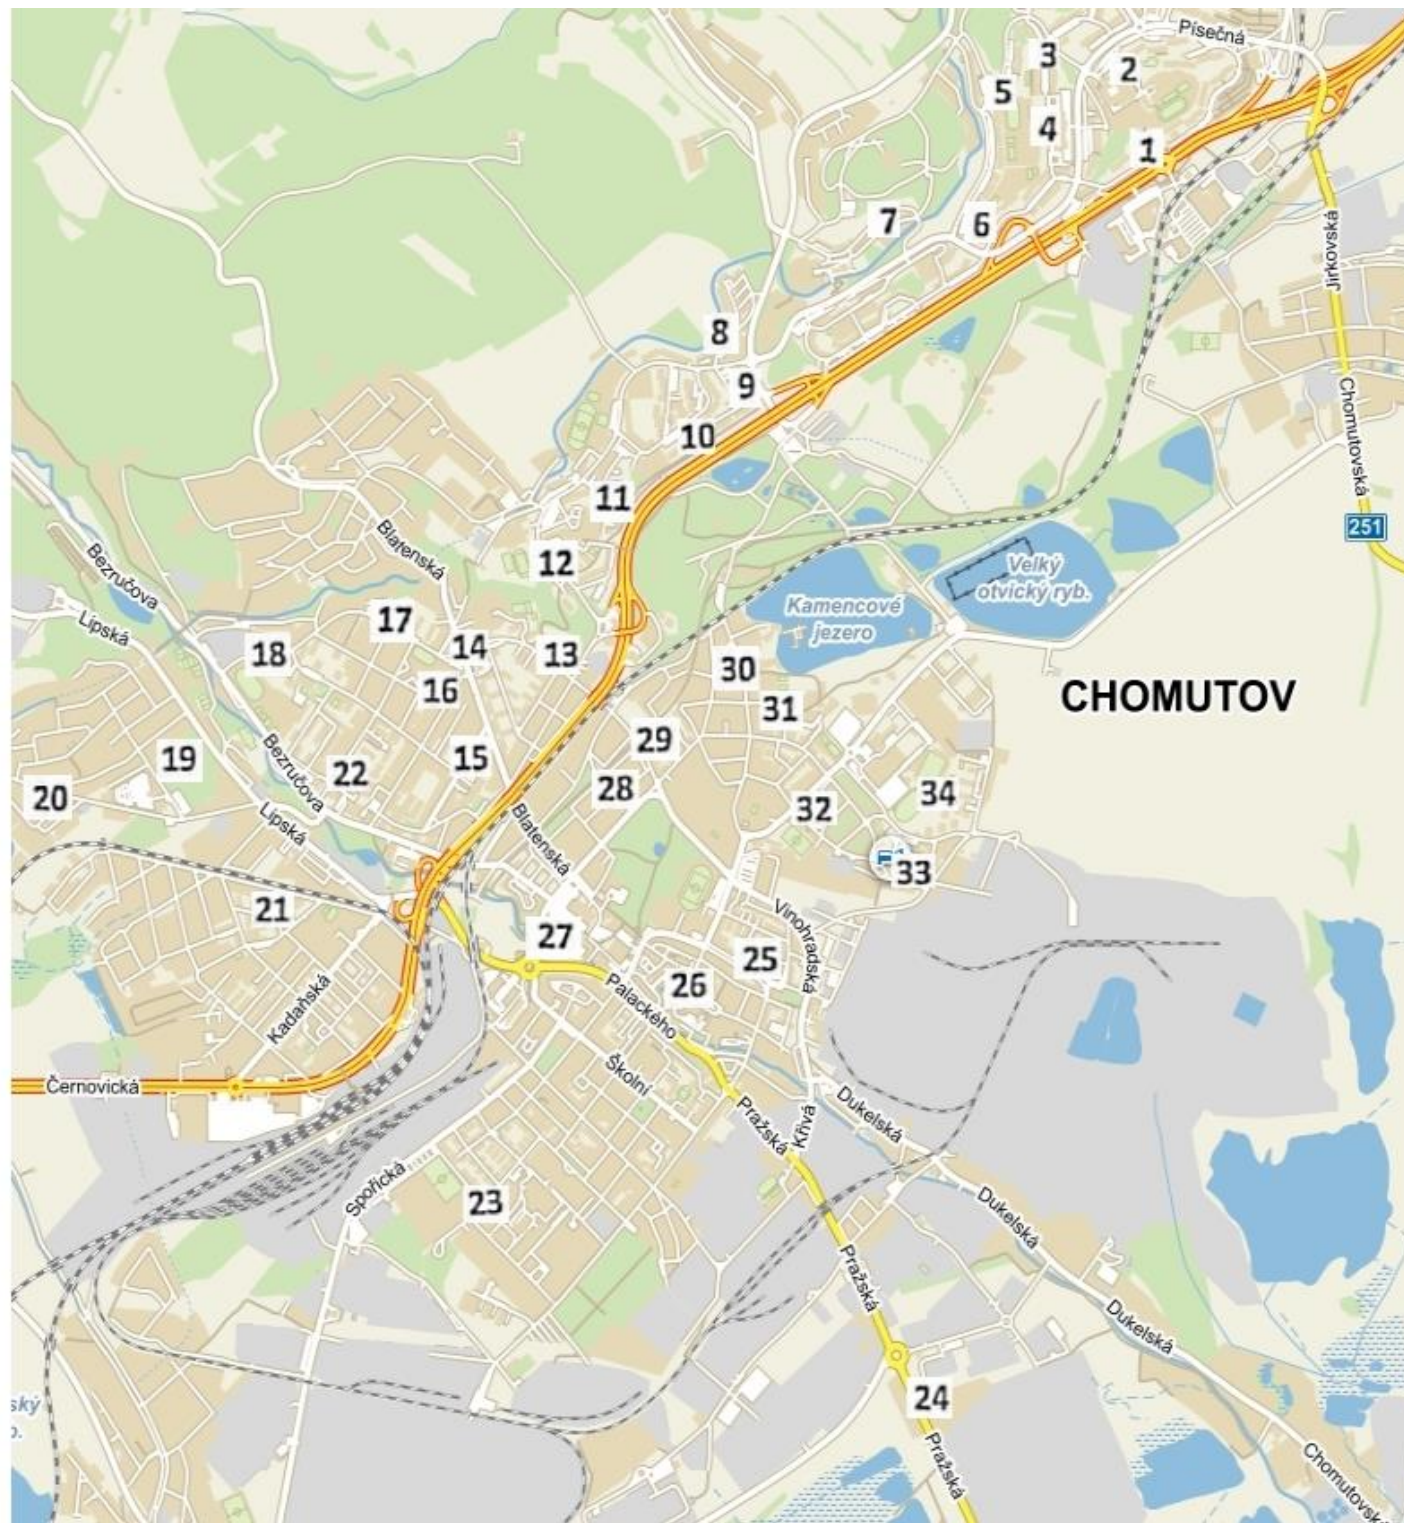 Písečná
3
2
5
4
1
7
6
Jirkovská
8
9
Chomutovská
10
11
251
Blatenská
12
Velký
otvický ryb.
Bezručova
Kamencové
jezero
Lipská
17
18
14
13
30
16
CHOMUTOV
31
29
19
15
22
28
20
Bezručova
34
32
Lipská
Blatenská
33
21
Vinohradská
27
25
26
Kadaňská
Palackého
Školní
Černovická
Pražská
Křivá
Dukelská
Spořická
23
Dukelská
Pražská
Dukelská
24
ský
Pražská
Chomutovská